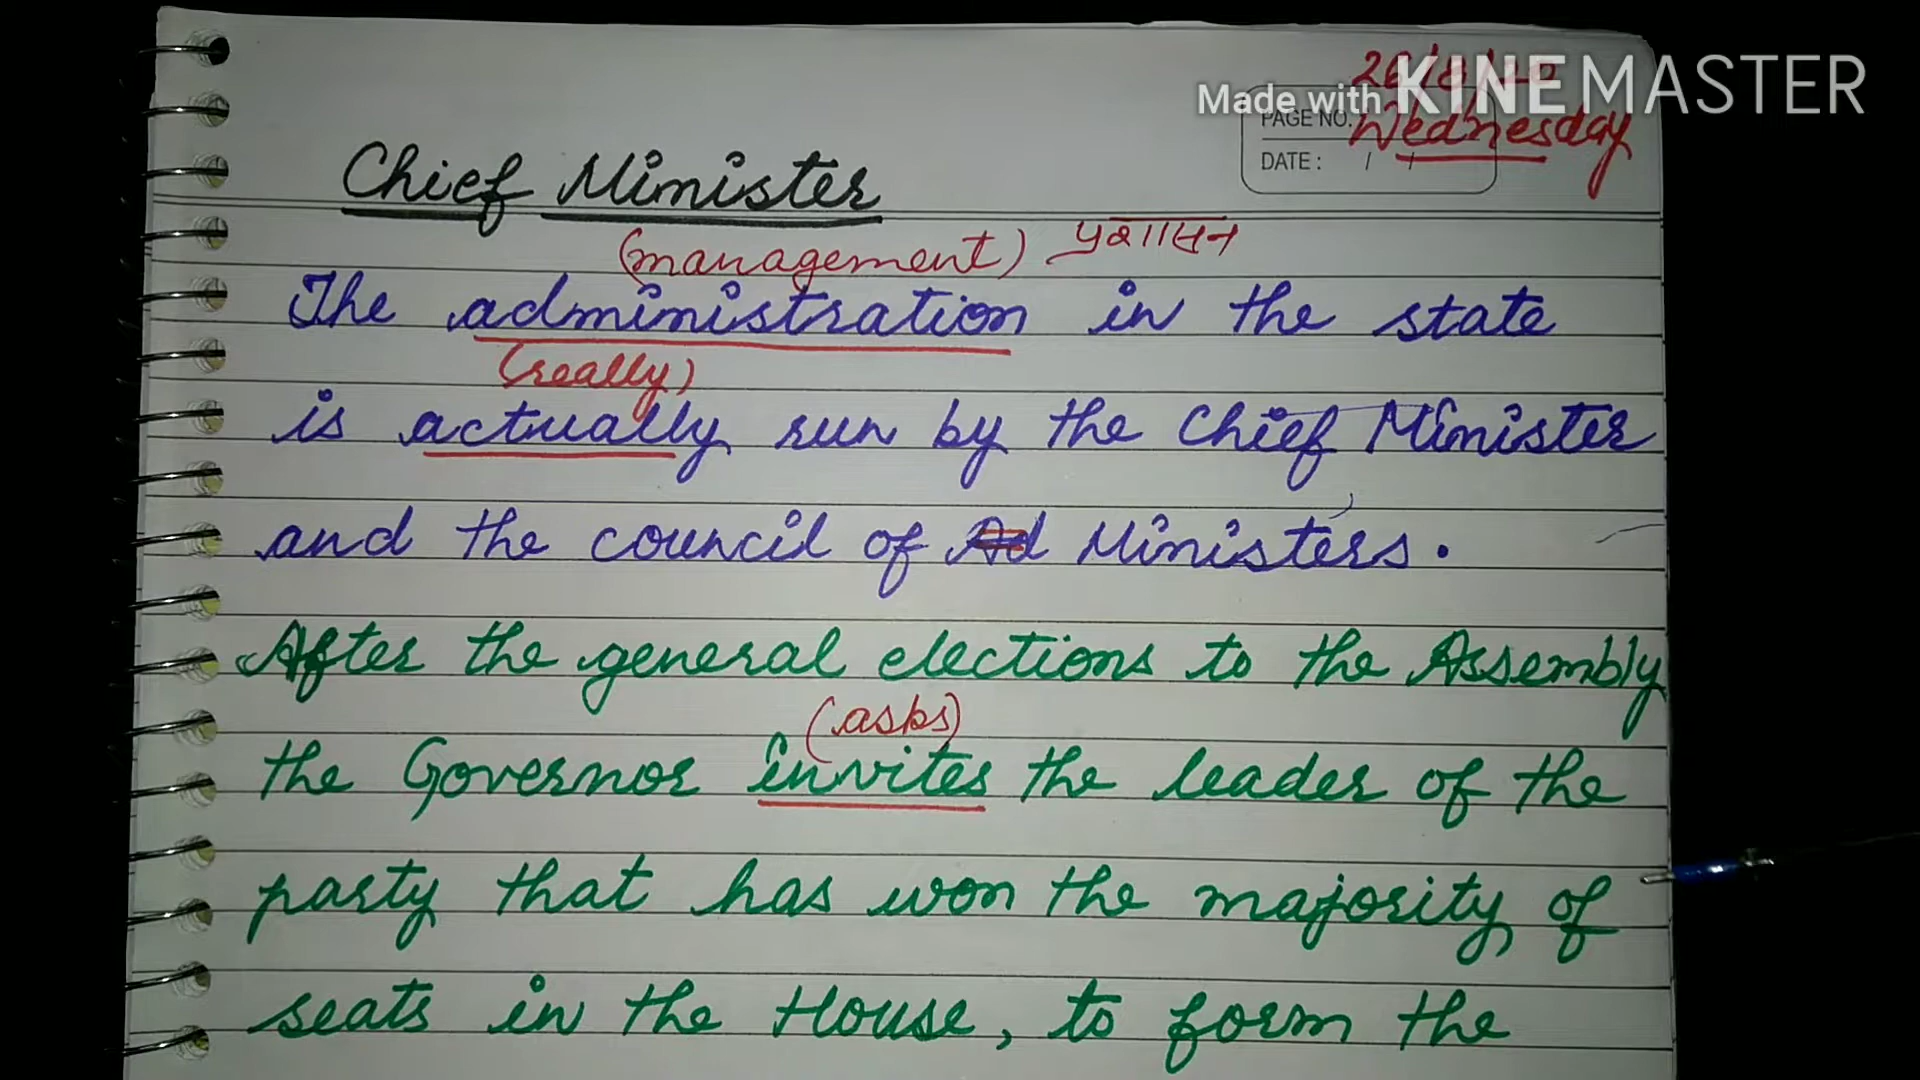 Made with KINEMASTER
26/8/20
PAGE NO.
Wednesday
DATE: / /
Chief Minister
(management) प्रशासन
The administration in the state
(really)
is actually run by the Chief Minister
and the council of Ministers.
After the general elections to the Assembly
(asks)
the Governor invites the leader of the
party that has won the majority of
seats in the House, to form the